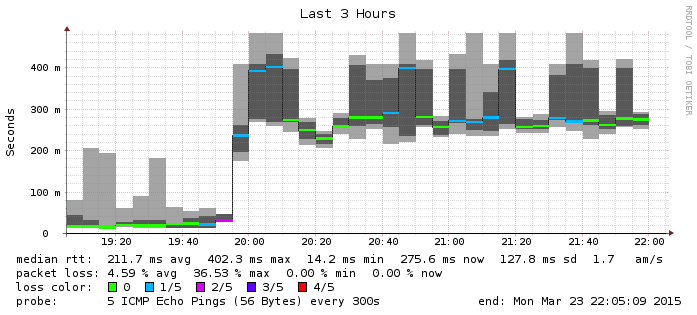 Last 3 Hours
RRDTOOL / TOBI OETIKER
Seconds
400 m
300 m
200 m
100 m
0
19:20 19:40 20:00 20:20 20:40 21:00 21:20 21:40 22:00
median rtt: 211.7 ms avg 402.3 ms max 14.2 ms min 275.6 ms now 127.8 ms sd 1.7 am/s
packet loss: 4.59 % avg 36.53 % max 0.00 % min 0.00 % now
loss color: 0 1/5 2/5 3/5 4/5
probe: 5 ICMP Echo Pings (56 Bytes) every 300s end: Mon Mar 23 22:05:09 2015